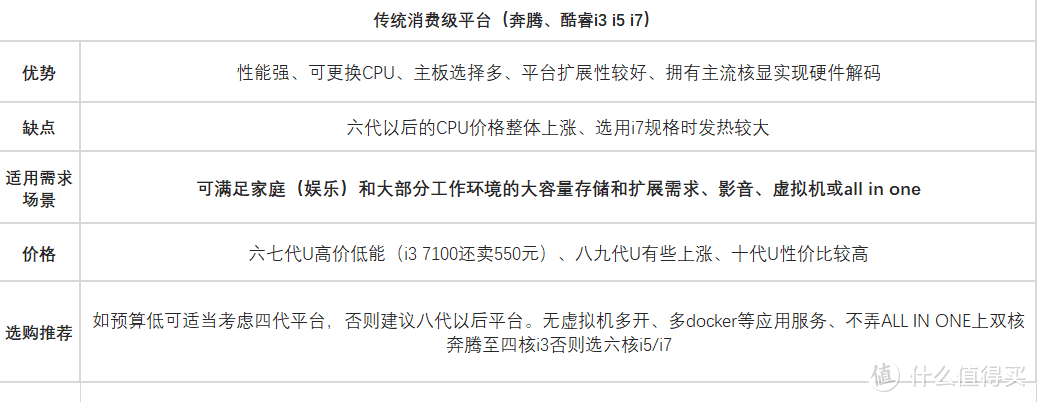 传统消费级平台（奔腾、酷睿i3 i5 i7）
优势
性能强、可更换CPU、主板选择多、平台扩展性较好、拥有主流核显实现硬件解码
缺点
六代以后的CPU价格整体上涨、选用i7规格时发热较大
适用需求
场景
可满足家庭（娱乐）和大部分工作环境的大容量存储和扩展需求、影音、虚拟机或all in one
价格
六七代U高价低能（i3 7100还卖550元）、八九代U有些上涨、十代U性价比较高
选购推荐
如预算低可适当考虑四代平台，否则建议八代以后平台。无虚拟机多开、多docker等应用服务、不弄ALL IN ONE上双核
奔腾至四核i3否则选六核i5/i7
值 什么值得买